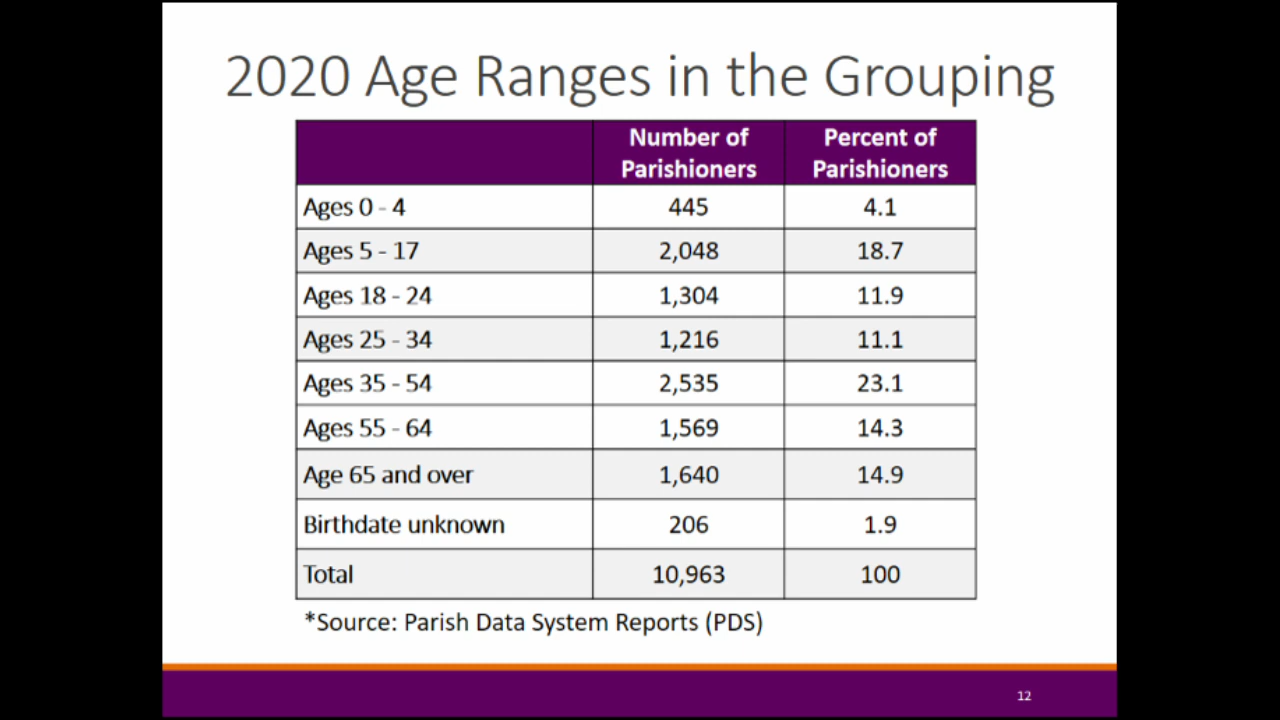 2020 Age Ranges in the Grouping
Number of Parishioners Percent of Parishioners
Ages 0 - 4 445 4.1
Ages 5 - 17 2,048 18.7
Ages 18 - 24 1,304 11.9
Ages 25 - 34 1,216 11.1
Ages 35 - 54 2,535 23.1
Ages 55 - 64 1,569 14.3
Age 65 and over 1,640 14.9
Birthdate unknown 206 1.9
Total 10,963 100
*Source: Parish Data System Reports (PDS)
12